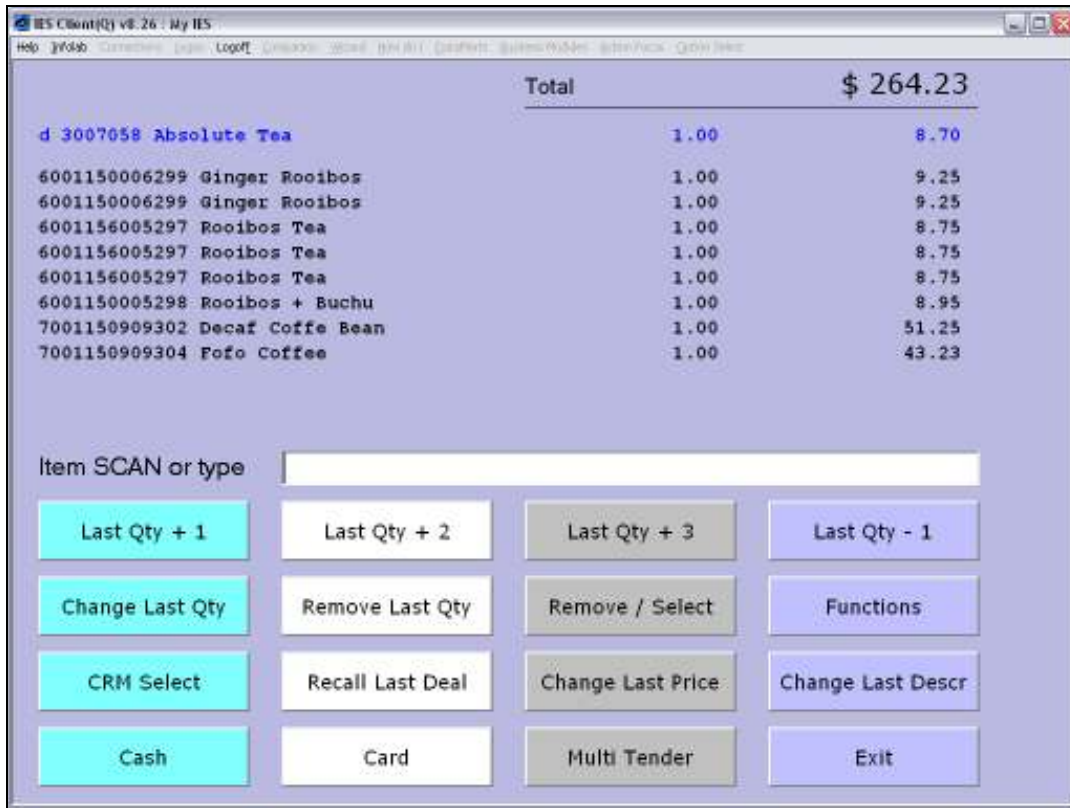 IES Client(Q) v8.26 : My IES
Help Infolab Logoff
Total $ 264.23
d 3007058 Absolute Tea 1.00 8.70
6001150006299 Ginger Rooibos 1.00 9.25
6001150006299 Ginger Rooibos 1.00 9.25
6001156005297 Rooibos Tea 1.00 8.75
6001156005297 Rooibos Tea 1.00 8.75
6001156005297 Rooibos Tea 1.00 8.75
6001150005298 Rooibos + Buchu 1.00 8.95
7001150909302 Decaf Coffe Bean 1.00 51.25
7001150909304 Fofo Coffee 1.00 43.23
Item SCAN or type
Last Qty + 1 Last Qty + 2 Last Qty + 3 Last Qty - 1
Change Last Qty Remove Last Qty Remove / Select Functions
CRM Select Recall Last Deal Change Last Price Change Last Descr
Cash Card Multi Tender Exit